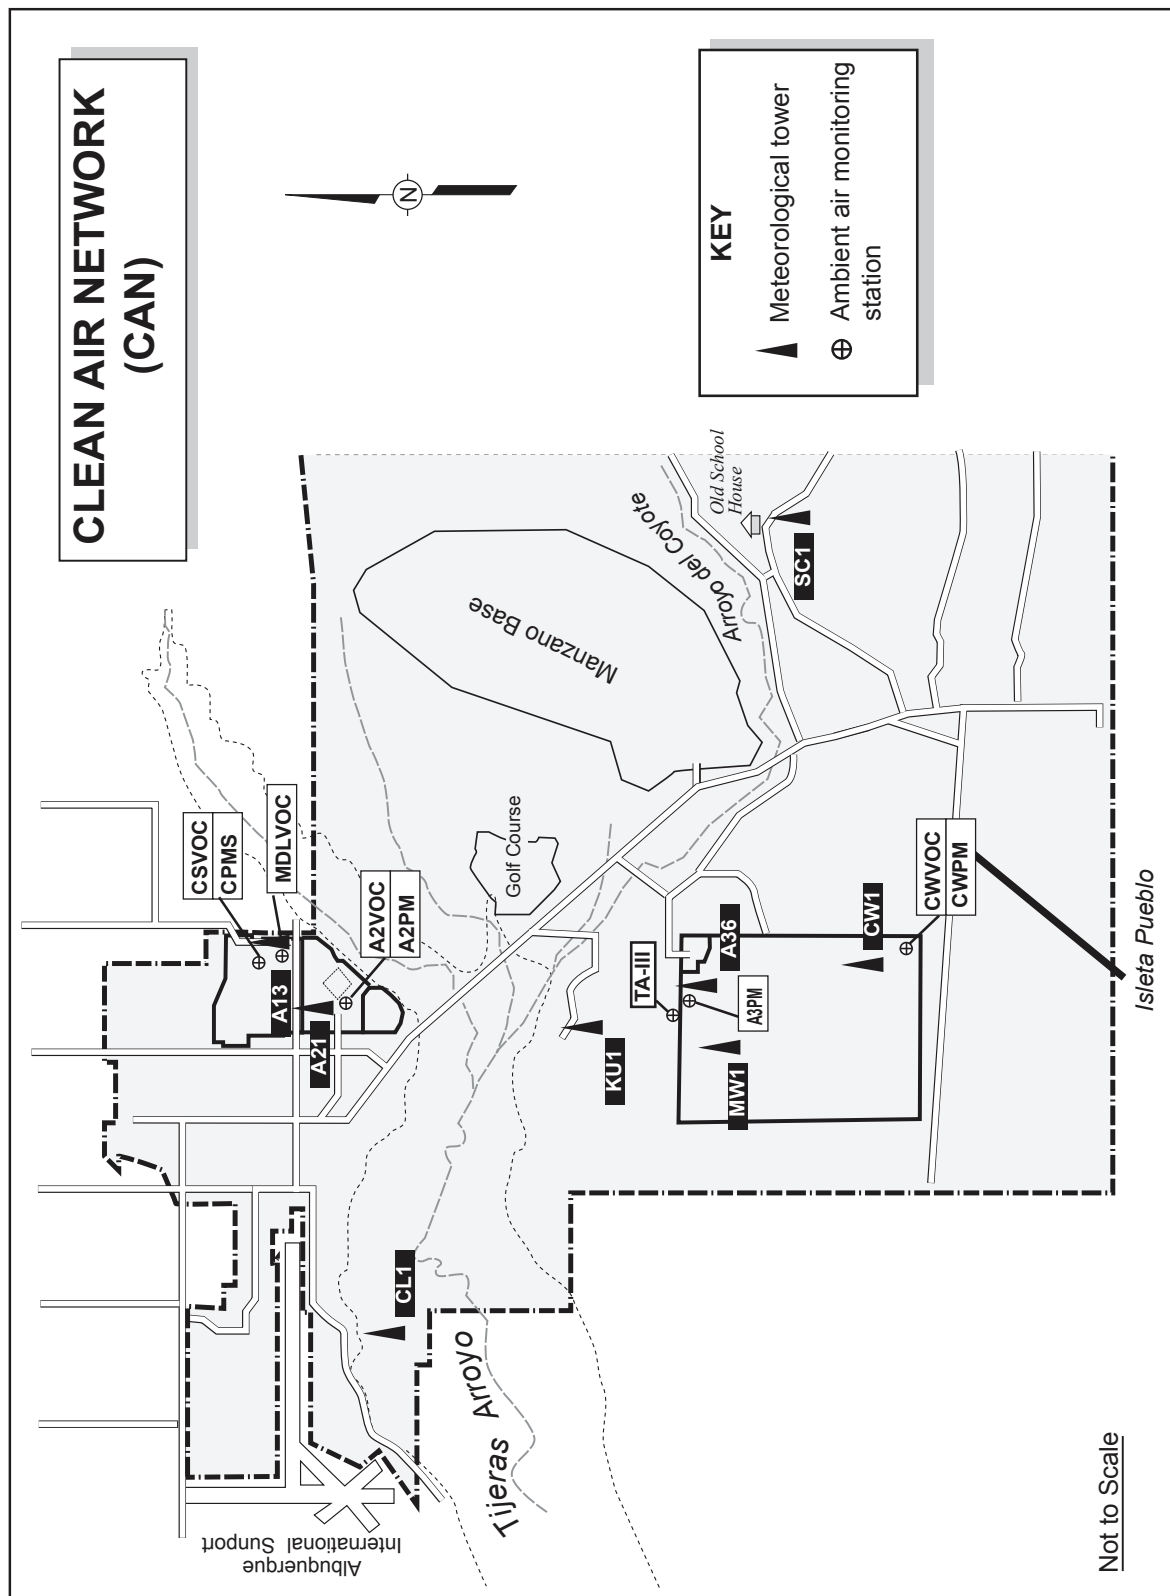 CLEAN AIR NETWORK
(CAN)
N
KEY
Meteorological tower
Ambient air monitoring
station
CSVOC
CPMS
MDLVOC
A2VOC
A2PM
A13
A21
Golf Course
Manzano Base
Arroyo del Coyote
Old School
House
SC1
CL1
Tijeras Arroyo
Albuquerque
International Sunport
KU1
TA-III
A36
A3PM
MW1
CW1
CWVOC
CWPM
Isleta Pueblo
Not to Scale